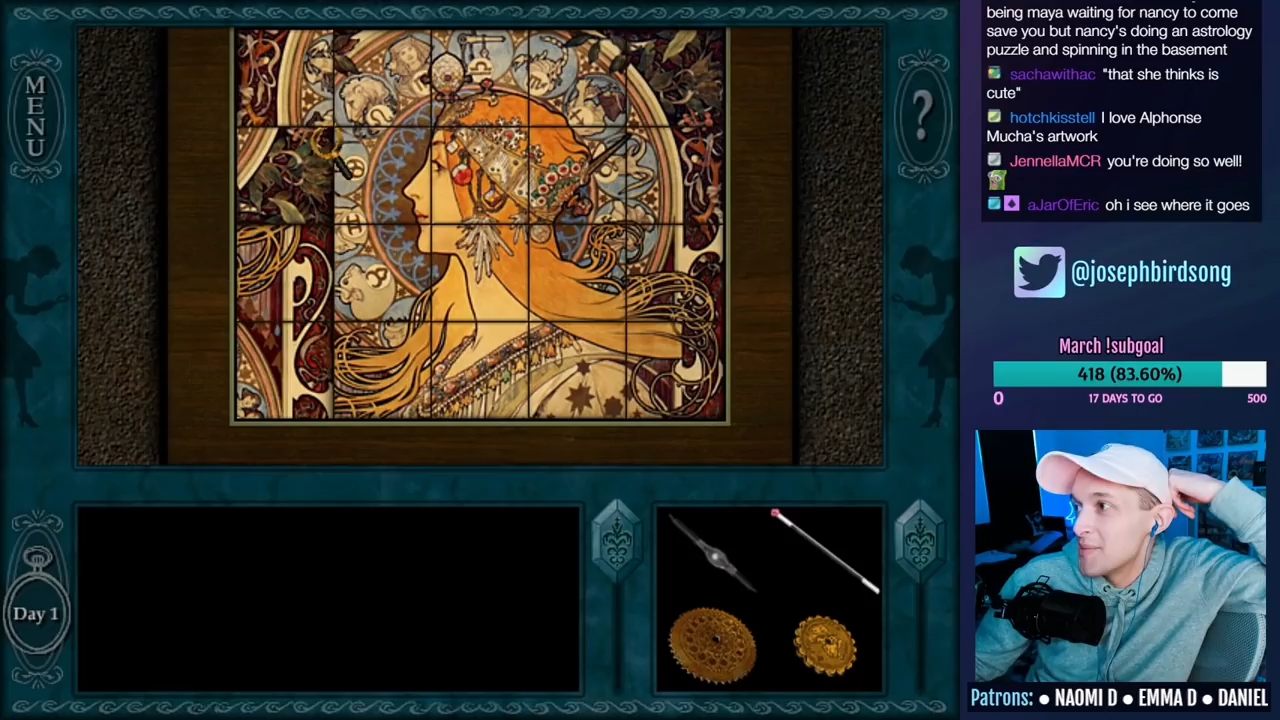 MENU
?
Day 1
being maya waiting for nancy to come
save you but nancy's doing an astrology
puzzle and spinning in the basement
sachawithac "that she thinks is
cute"
hotchkisstell I love Alphonse
Mucha's artwork
JennellaMCR you're doing so well!
aJarOfEric oh i see where it goes
@josephbirdsong
March !subgoal
418 (83.60%)
0 17 DAYS TO GO 500
Patrons: ● NAOMI D ● EMMA D ● DANIEL